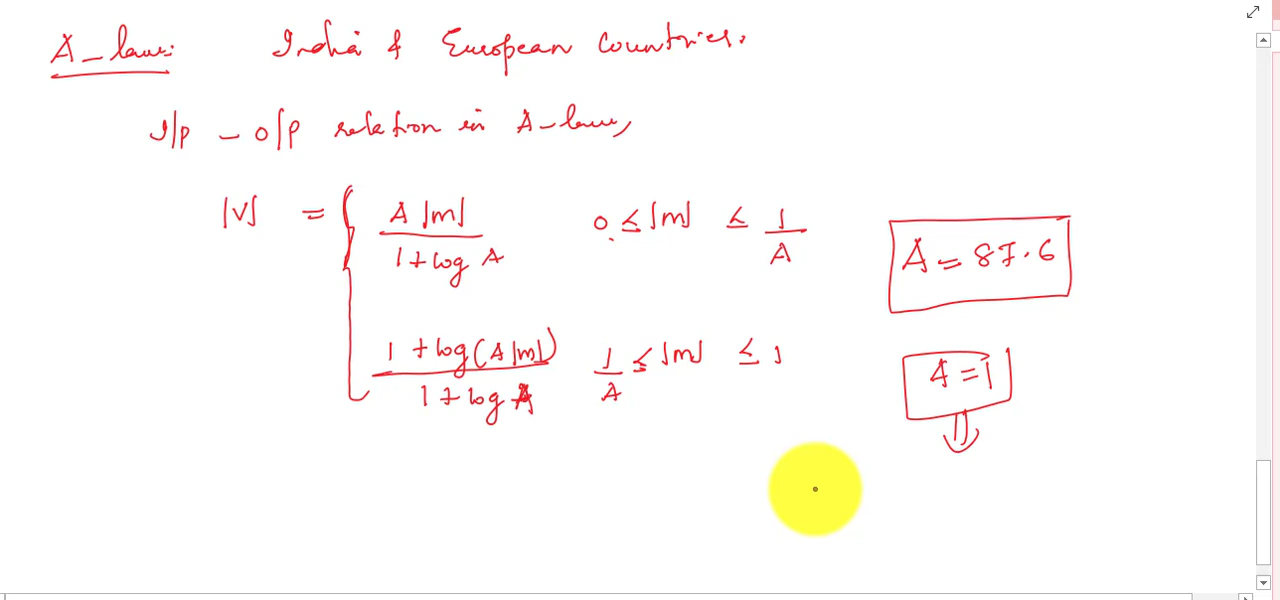 A-law:   India & European Countries.
I/p - o/p relation in A-law,
|v| = { A|m| / 1+log A   0 ≤ |m| ≤ 1/A
1+log(A|m|) / 1+log A   1/A ≤ |m| ≤ 1
A = 87.6
A = 1
⇓